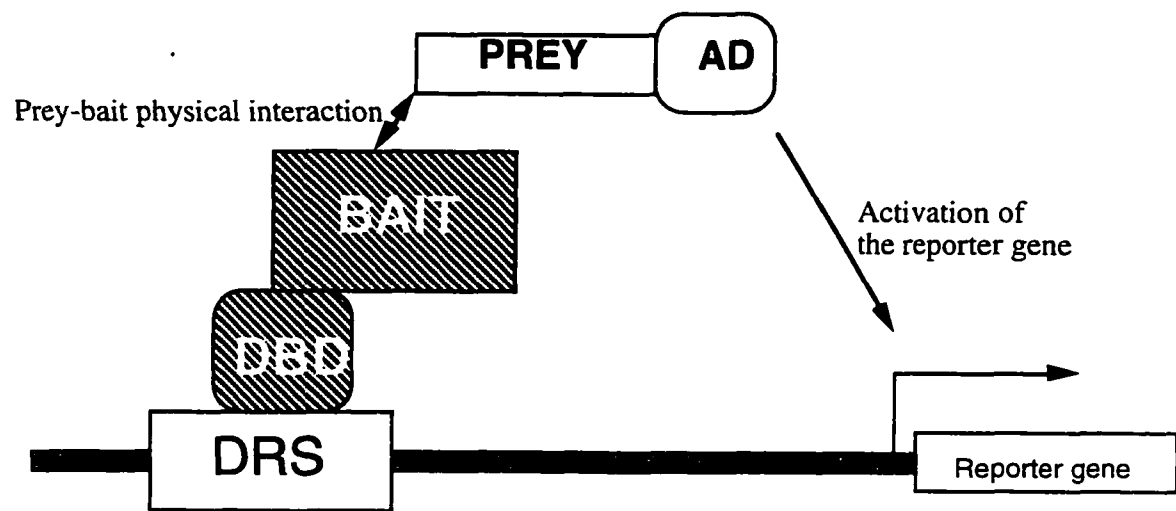 PREY AD
Prey-bait physical interaction
BAIT
Activation of
the reporter gene
DBD
DRS
Reporter gene